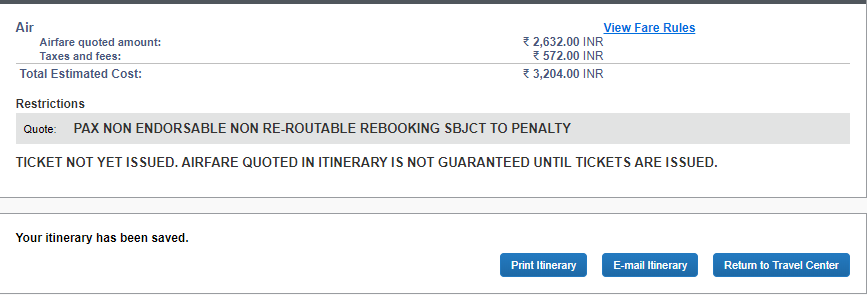 Air
View Fare Rules
Airfare quoted amount: ₹ 2,632.00 INR
Taxes and fees: ₹ 572.00 INR
Total Estimated Cost: ₹ 3,204.00 INR
Restrictions
Quote: PAX NON ENDORSABLE NON RE-ROUTABLE REBOOKING SBJCT TO PENALTY
TICKET NOT YET ISSUED. AIRFARE QUOTED IN ITINERARY IS NOT GUARANTEED UNTIL TICKETS ARE ISSUED.
Your itinerary has been saved.
Print Itinerary E-mail Itinerary Return to Travel Center